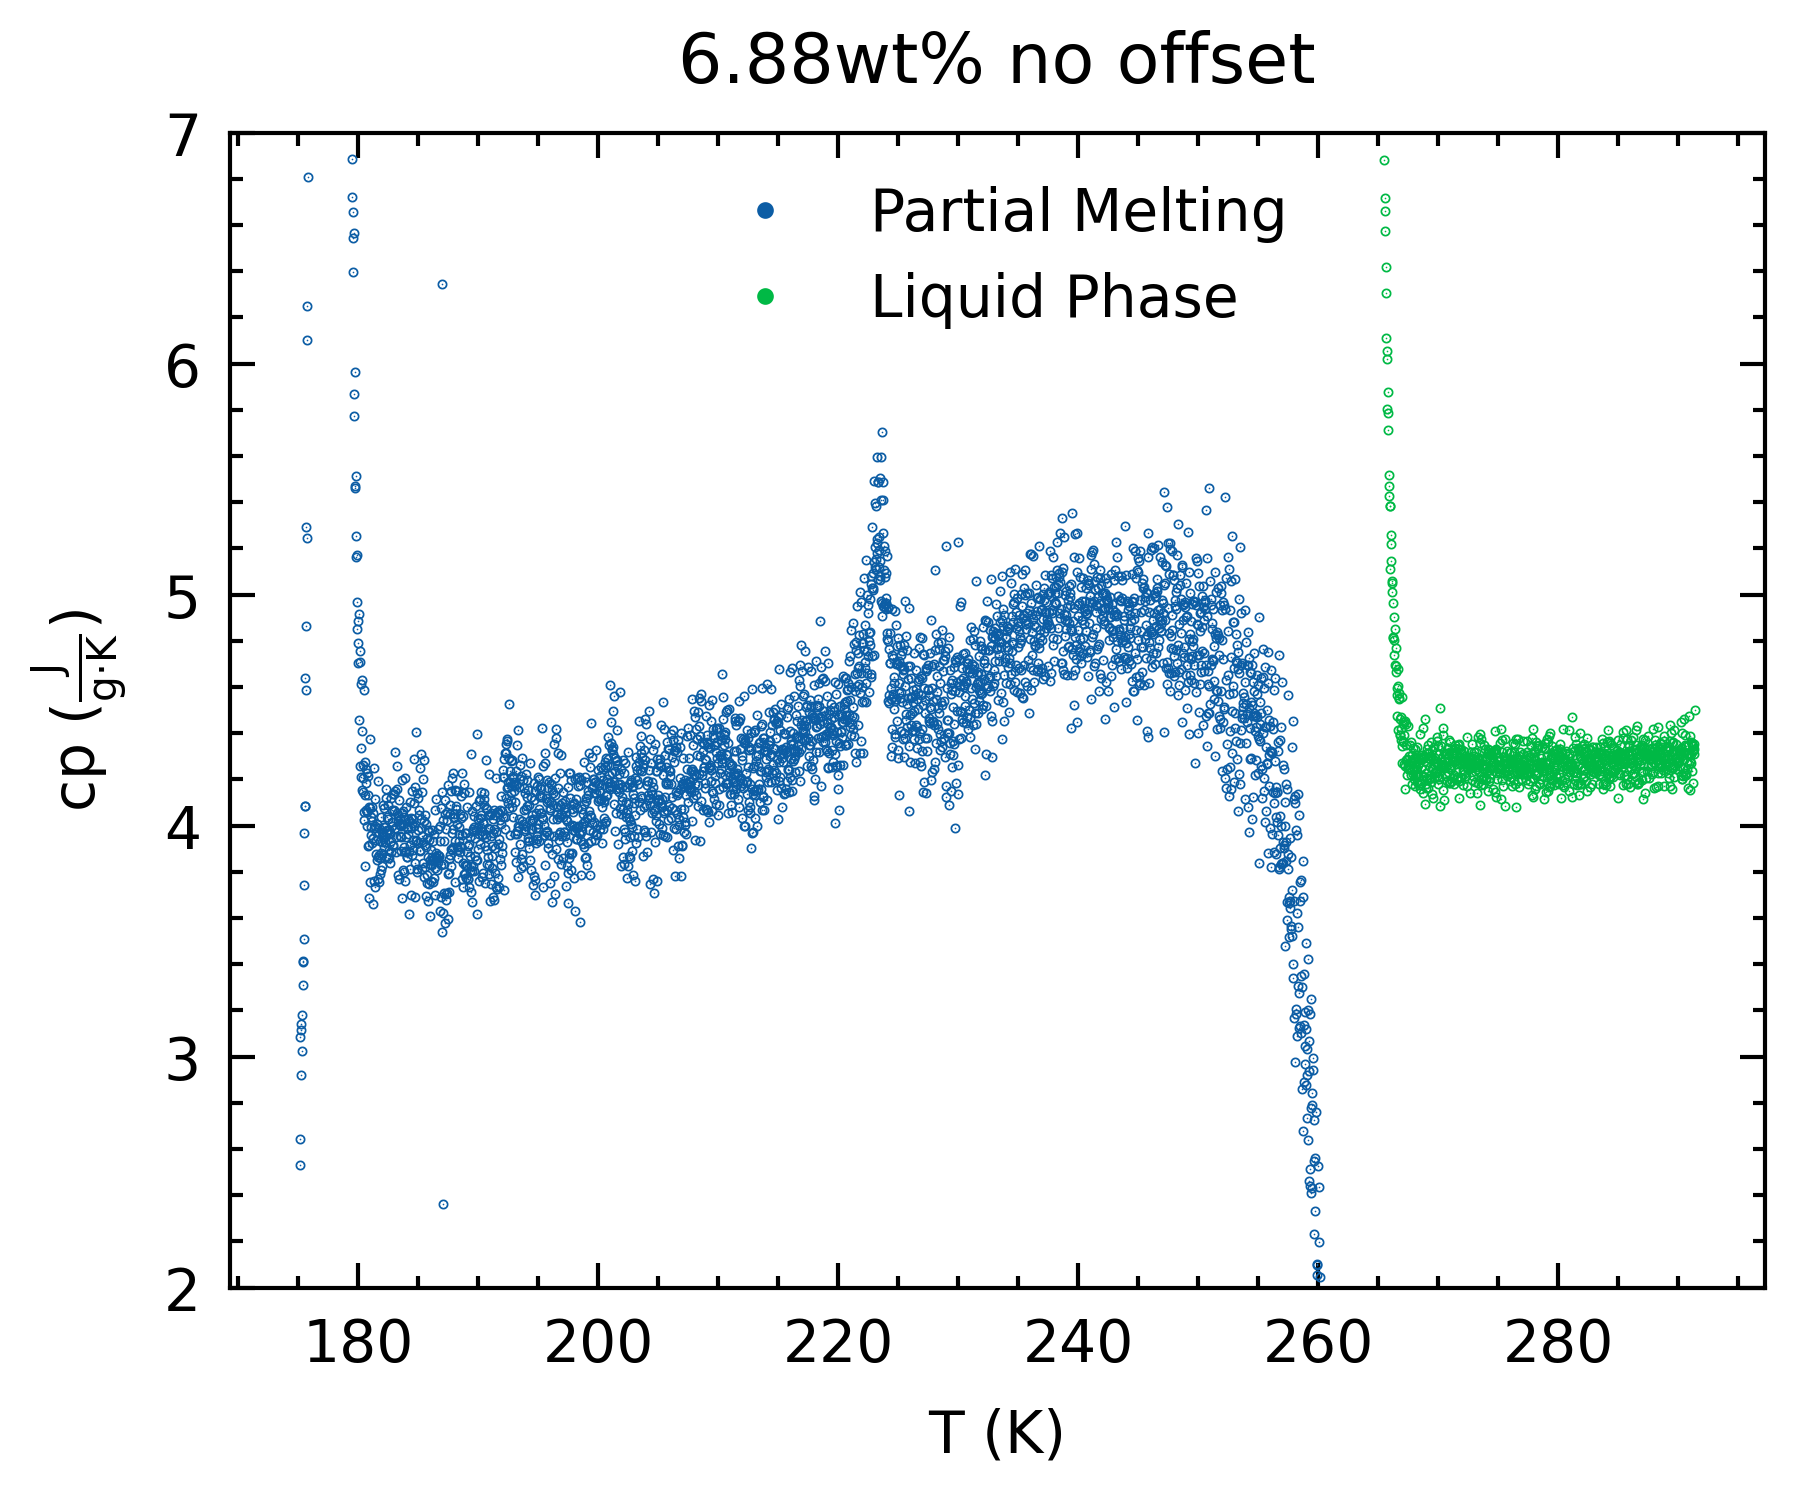 6.88wt% no offset
7
6
5
4
3
2
cp (J/g·K)
Partial Melting
Liquid Phase
180 200 220 240 260 280
T (K)